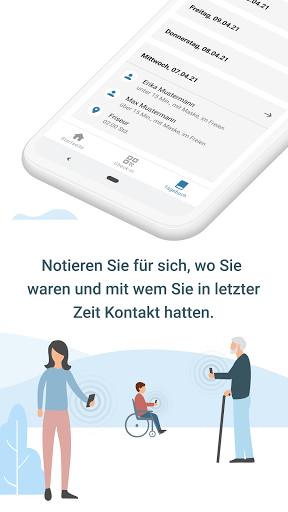 Freitag, 09.04.21
Donnerstag, 08.04.21
Mittwoch, 07.04.21
Erika Mustermann
unter 15 Min., mit Maske, im Freien
Max Mustermann
über 15 Min., mit Maske, im Freien
Friseur
02:00 Std.
Startseite
Check-in
Tagebuch
Notieren Sie für sich, wo Sie
waren und mit wem Sie in letzter
Zeit Kontakt hatten.